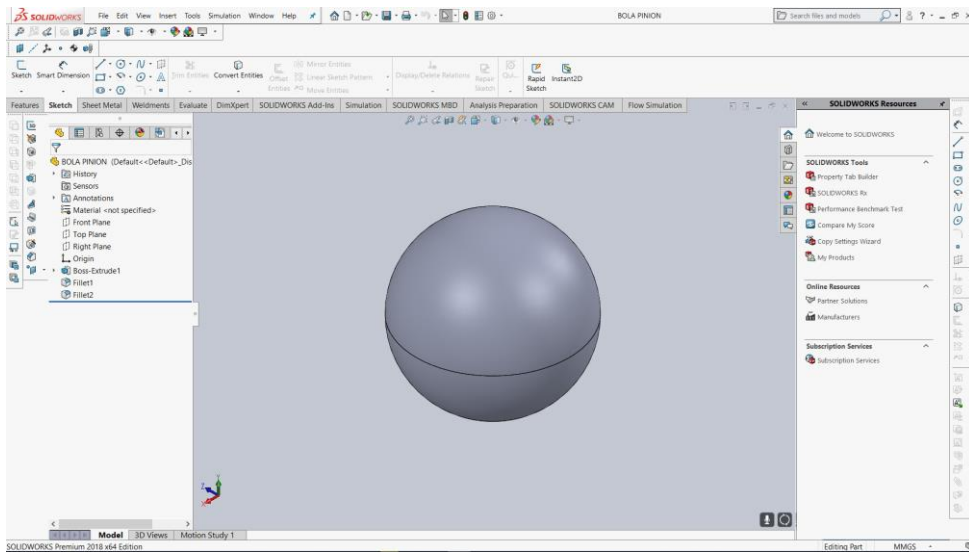 SOLIDWORKS File Edit View Insert Tools Simulation Window Help
BOLA PINION
Search files and models
Sketch Smart Dimension
Trim Entities Convert Entities
Offset Entities
Mirror Entities
Linear Sketch Pattern
Move Entities
Display/Delete Relations
Repair Sketch
Rapid Sketch
Instant2D
Features Sketch Sheet Metal Weldments Evaluate DimXpert SOLIDWORKS Add-Ins Simulation SOLIDWORKS MBD Analysis Preparation SOLIDWORKS CAM Flow Simulation
BOLA PINION (Default<<Default>_Dis
History
Sensors
Annotations
Material <not specified>
Front Plane
Top Plane
Right Plane
Origin
Boss-Extrude1
Fillet1
Fillet2
SOLIDWORKS Resources
Welcome to SOLIDWORKS
SOLIDWORKS Tools
Property Tab Builder
SOLIDWORKS Rx
Performance Benchmark Test
Compare My Score
Copy Settings Wizard
My Products
Online Resources
Partner Solutions
Manufacturers
Subscription Services
Subscription Services
Model 3D Views Motion Study 1
SOLIDWORKS Premium 2018 x64 Edition
Editing Part MMGS